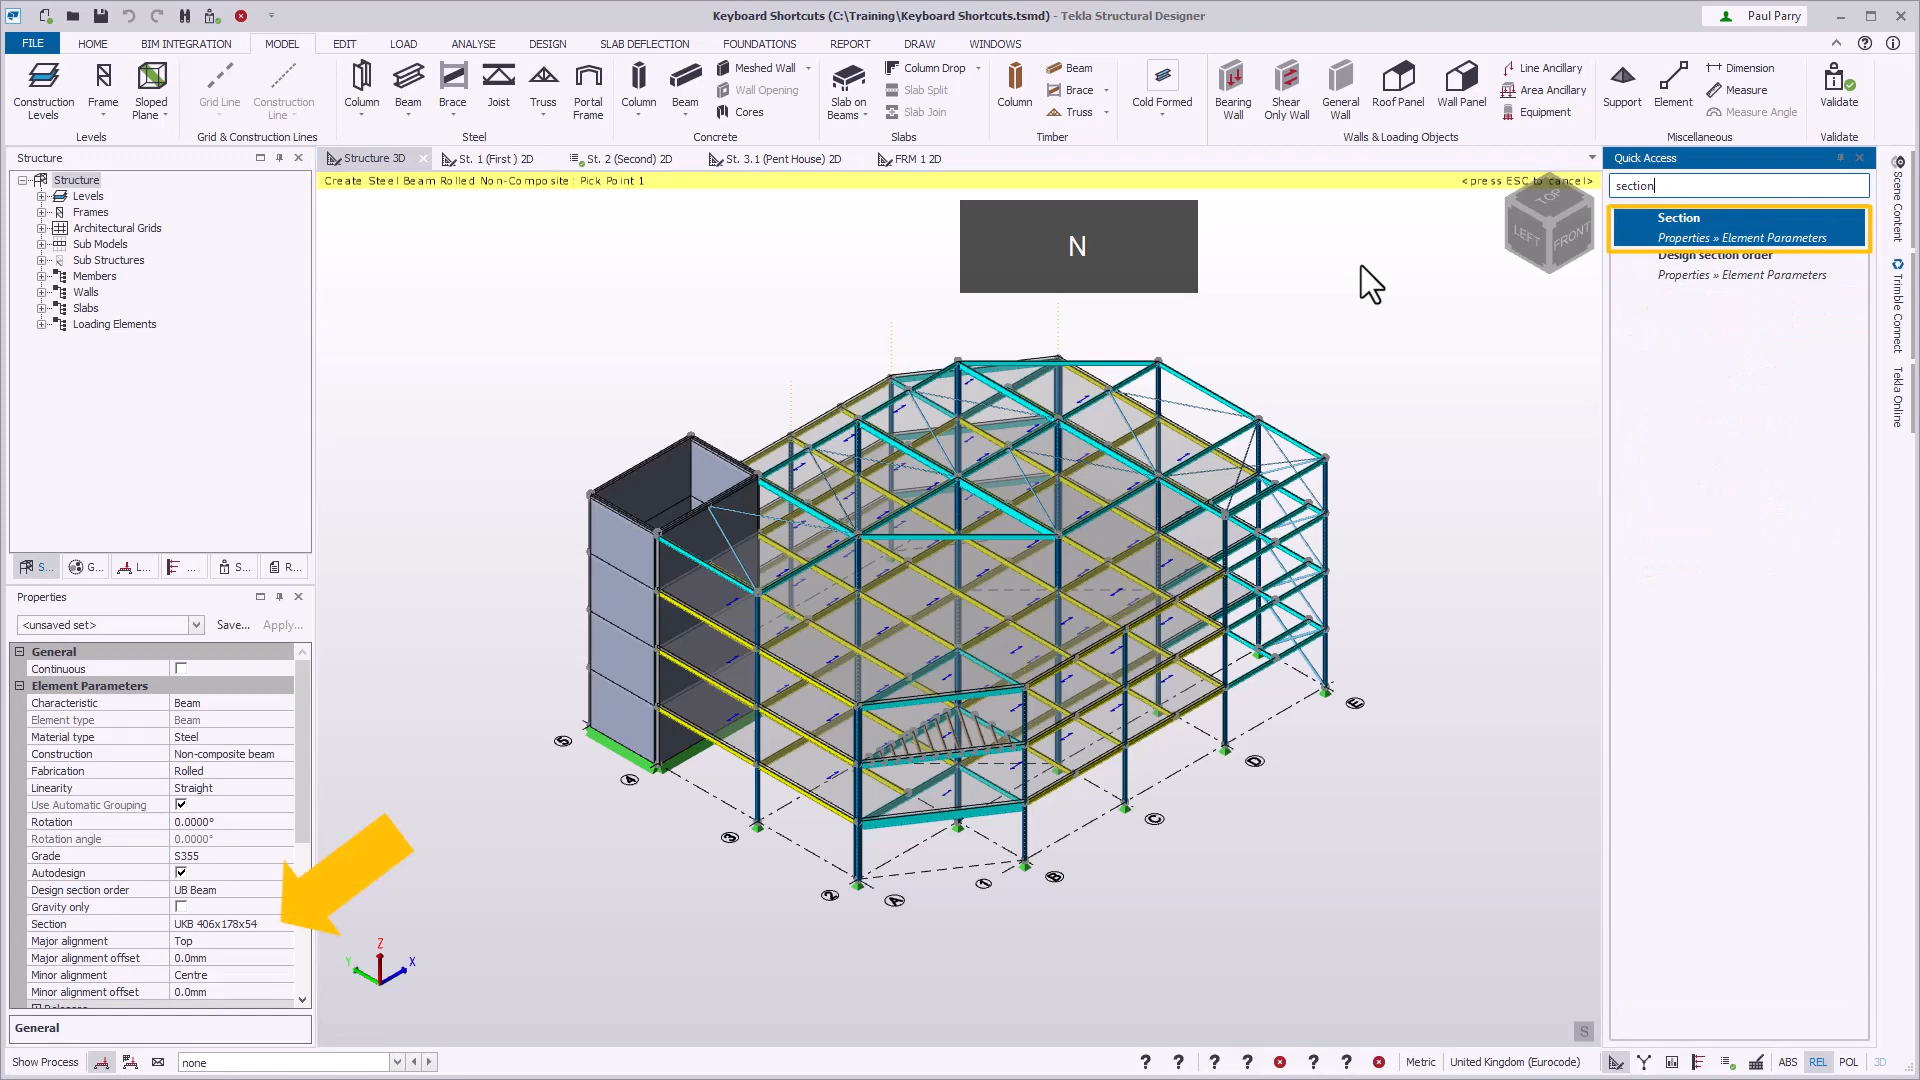 Keyboard Shortcuts (C:\Training\Keyboard Shortcuts.tsmd) - Tekla Structural Designer
Paul Parry
FILE HOME BIM INTEGRATION MODEL EDIT LOAD ANALYSE DESIGN SLAB DEFLECTION FOUNDATIONS REPORT DRAW WINDOWS
Construction Levels
Frame
Sloped Plane
Levels
Grid Line
Construction Line
Grid & Construction Lines
Column
Beam
Brace
Joist
Truss
Portal Frame
Steel
Column
Beam
Meshed Wall
Wall Opening
Cores
Concrete
Slab on Beams
Column Drop
Slab Split
Slab Join
Slabs
Column
Beam
Brace
Truss
Timber
Cold Formed
Bearing Wall
Shear Only Wall
General Wall
Roof Panel
Wall Panel
Line Ancillary
Area Ancillary
Equipment
Walls & Loading Objects
Support
Element
Dimension
Measure
Measure Angle
Miscellaneous
Validate
Validate
Structure
Structure
Levels
Frames
Architectural Grids
Sub Models
Sub Structures
Members
Walls
Slabs
Loading Elements
S... G... L... ... S... R...
Structure 3D
St. 1 (First ) 2D
St. 2 (Second) 2D
St. 3.1 (Pent House) 2D
FRM 1 2D
Create Steel Beam Rolled Non-Composite : Pick Point 1
<press ESC to cancel>
N
TOP
LEFT
FRONT
5
4
3
2
A
1
B
C
D
E
Z
Y
X
S
Quick Access
section
Section
Properties » Element Parameters
Design section order
Properties » Element Parameters
Scene Content
Trimble Connect
Tekla Online
Properties
<unsaved set>
Save...
Apply...
General
Continuous
Element Parameters
Characteristic Beam
Element type Beam
Material type Steel
Construction Non-composite beam
Fabrication Rolled
Linearity Straight
Use Automatic Grouping
Rotation 0.0000°
Rotation angle 0.0000°
Grade S355
Autodesign
Design section order UB Beam
Gravity only
Section UKB 406x178x54
Major alignment Top
Major alignment offset 0.0mm
Minor alignment Centre
Minor alignment offset 0.0mm
Releases
General
Show Process
none
? ? ? ? ? ?
Metric
United Kingdom (Eurocode)
ABS REL POL 3D